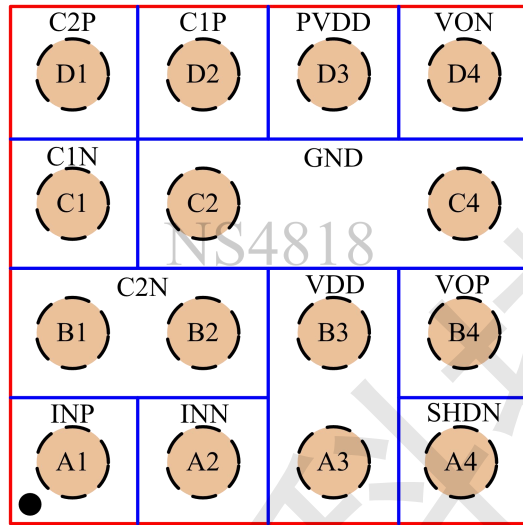 C2P C1P PVDD VON
D1 D2 D3 D4
C1N GND
C1 C2 C4
NS4818
C2N VDD VOP
B1 B2 B3 B4
INP INN SHDN
A1 A2 A3 A4